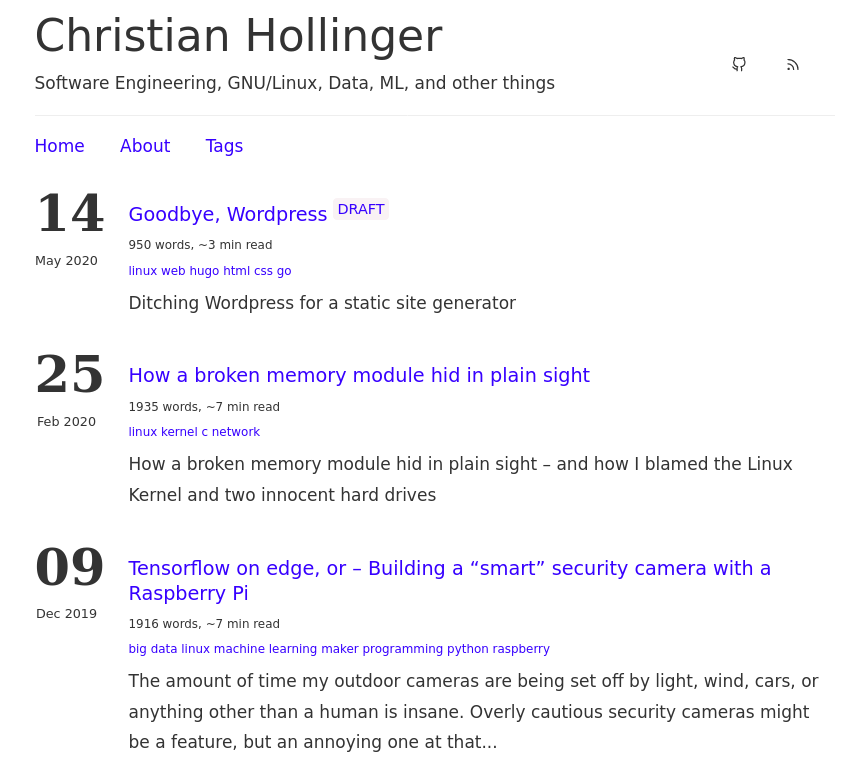 Christian Hollinger
Software Engineering, GNU/Linux, Data, ML, and other things
Home About Tags
14
May 2020
Goodbye, Wordpress DRAFT
950 words, ~3 min read
linux web hugo html css go
Ditching Wordpress for a static site generator
25
Feb 2020
How a broken memory module hid in plain sight
1935 words, ~7 min read
linux kernel c network
How a broken memory module hid in plain sight – and how I blamed the Linux
Kernel and two innocent hard drives
09
Dec 2019
Tensorflow on edge, or – Building a “smart” security camera with a
Raspberry Pi
1916 words, ~7 min read
big data linux machine learning maker programming python raspberry
The amount of time my outdoor cameras are being set off by light, wind, cars, or
anything other than a human is insane. Overly cautious security cameras might
be a feature, but an annoying one at that...